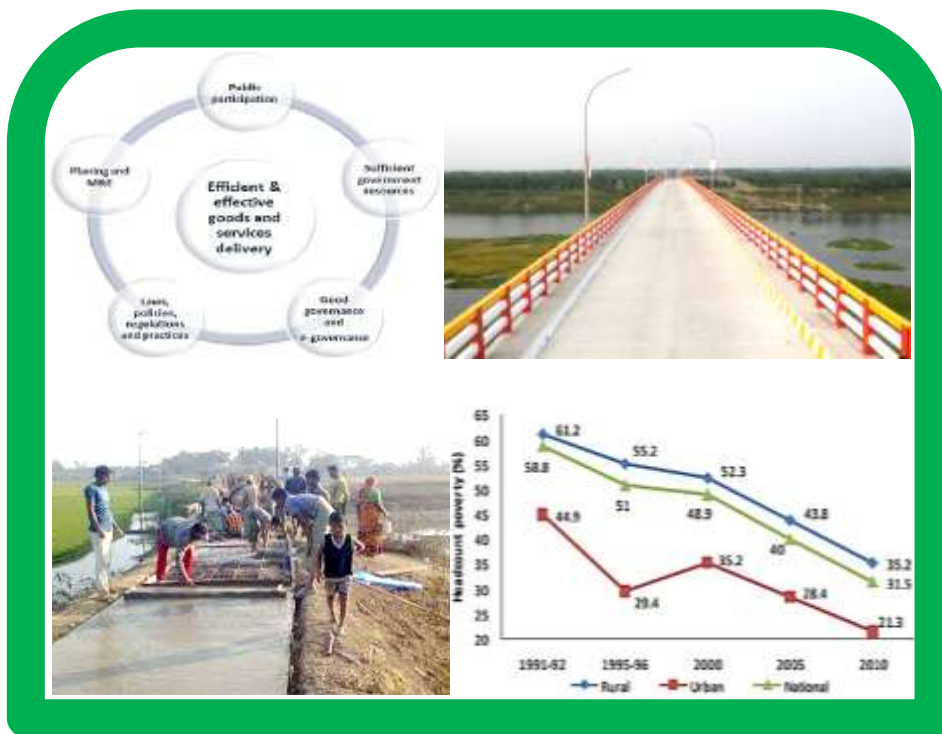 Public
participation
Planing and
M&E
Sufficient
government
resources
Efficient &
effective
goods and
services
delivery
Laws,
policies,
regulations
and practices
Good
governance
and
e-governance
Headcount poverty (%)
65
60
55
50
45
40
35
30
25
20
61.2
55.2
52.3
43.8
35.2
58.8
51
48.9
40
31.5
44.9
29.4
35.2
28.4
21.3
1991-92 1995-96 2000 2005 2010
Rural Urban National